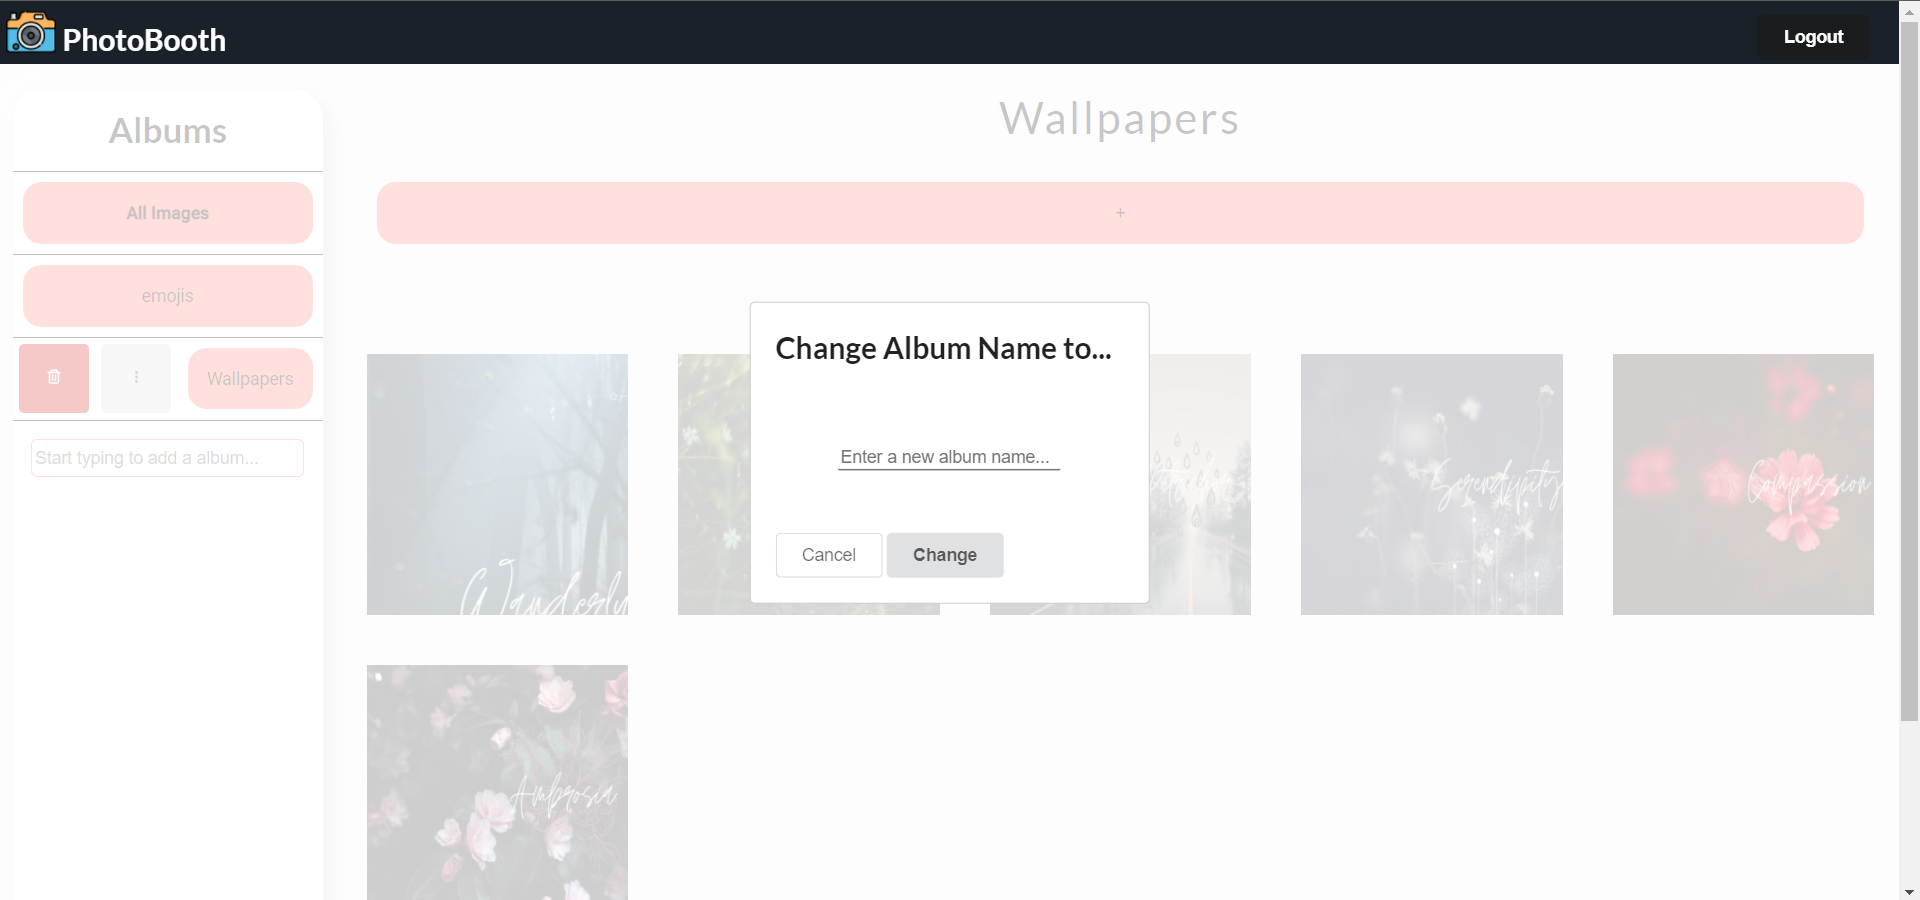 PhotoBooth
Logout
Albums
All Images
emojis
Wallpapers
Start typing to add a album...
Wallpapers
+
Change Album Name to...
Enter a new album name...
Cancel
Change
Serendipity
Compassion
Ambrosia